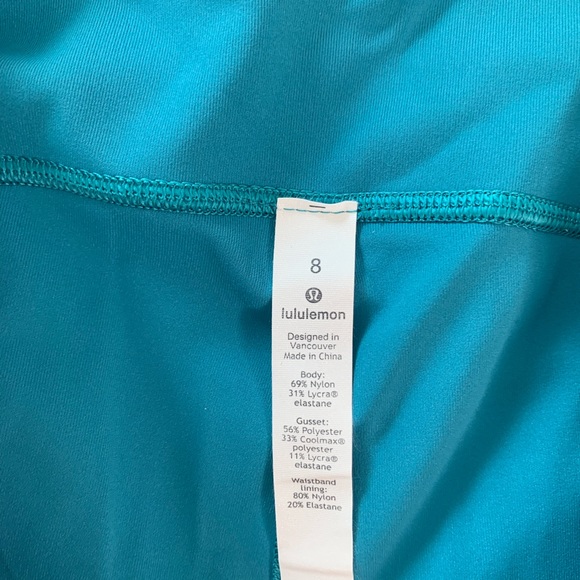 8
lululemon
Designed in
Vancouver
Made in China
Body:
69% Nylon
31% Lycra®
elastane
Gusset:
56% Polyester
33% Coolmax®
polyester
11% Lycra®
elastane
Waistband
lining:
80% Nylon
20% Elastane